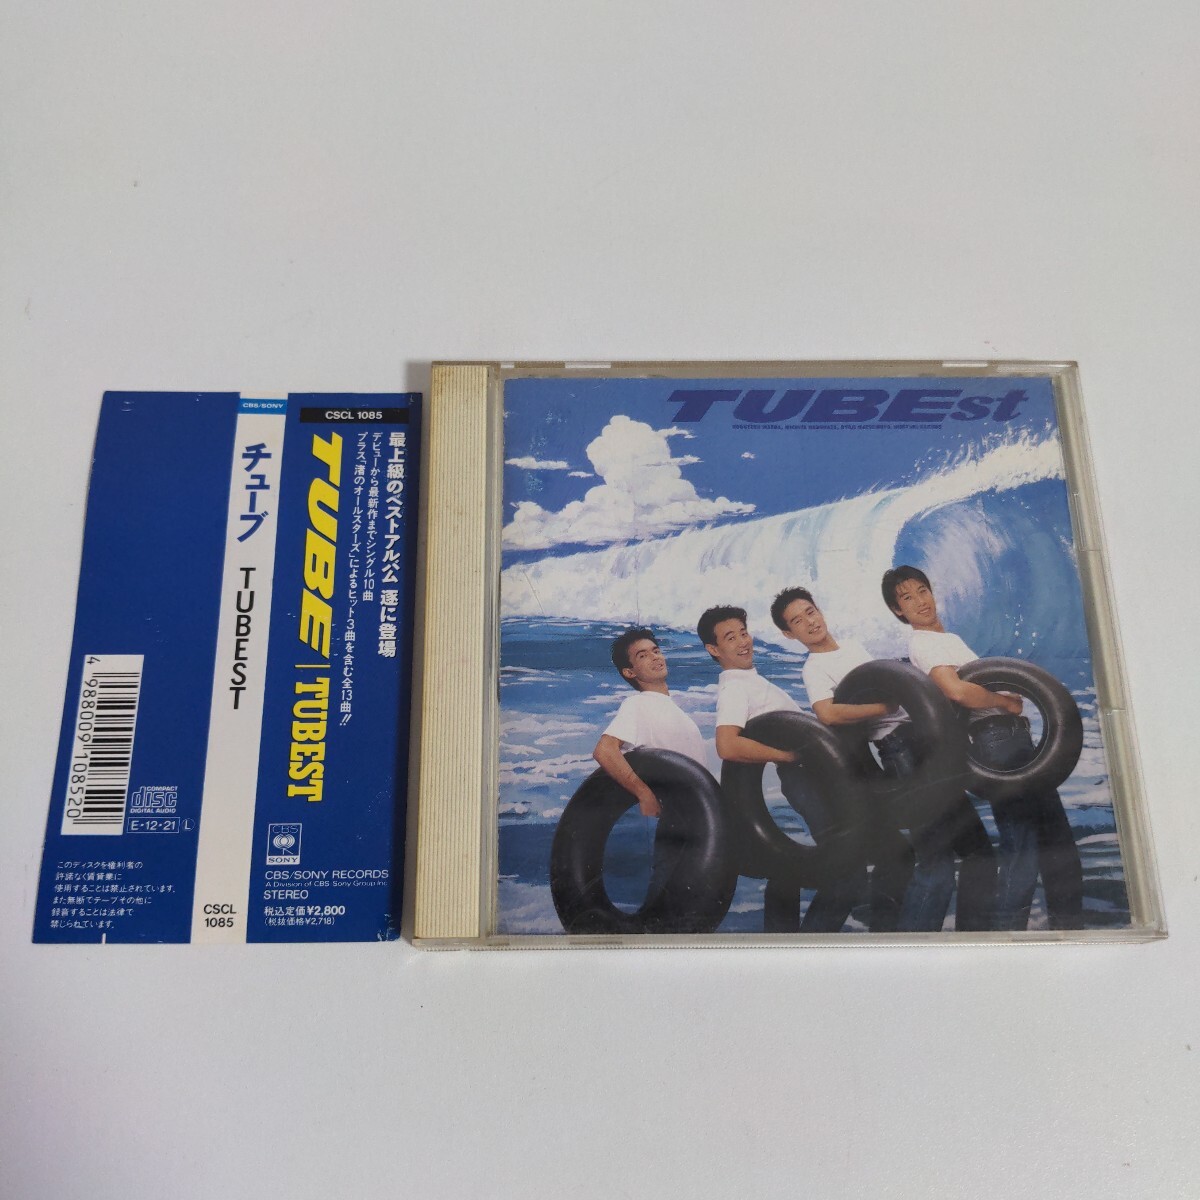 4 988009 108520
COMPACT
disc
DIGITAL AUDIO
E・12・21 L
このディスクを権利者の
許諾なく賃貸業に
使用することは禁止されています。
また無断でテープその他に
録音することは法律で
禁じられています。
CBS/SONY
チューブ TUBEST
CSCL
1085
CSCL 1085
最上級のベストアルバム 遂に登場
デビューから最新作までシングル10曲
プラス「渚のオールスターズ」によるヒット3曲を含む全13曲!!
TUBE | TUBEST
CBS
SONY
CBS/SONY RECORDS
A Division of CBS/Sony Group Inc.
STEREO
税込定価¥2,800
(税抜価格¥2,718)
TUBEst